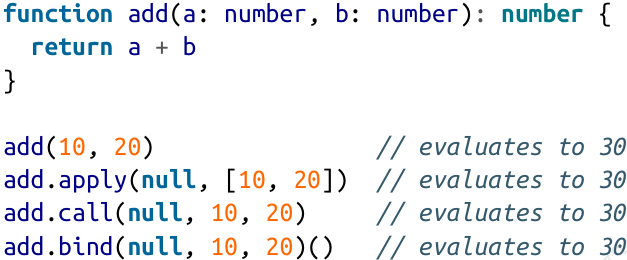 function add(a: number, b: number): number {
  return a + b
}

add(10, 20)                // evaluates to 30
add.apply(null, [10, 20])  // evaluates to 30
add.call(null, 10, 20)     // evaluates to 30
add.bind(null, 10, 20)()   // evaluates to 30